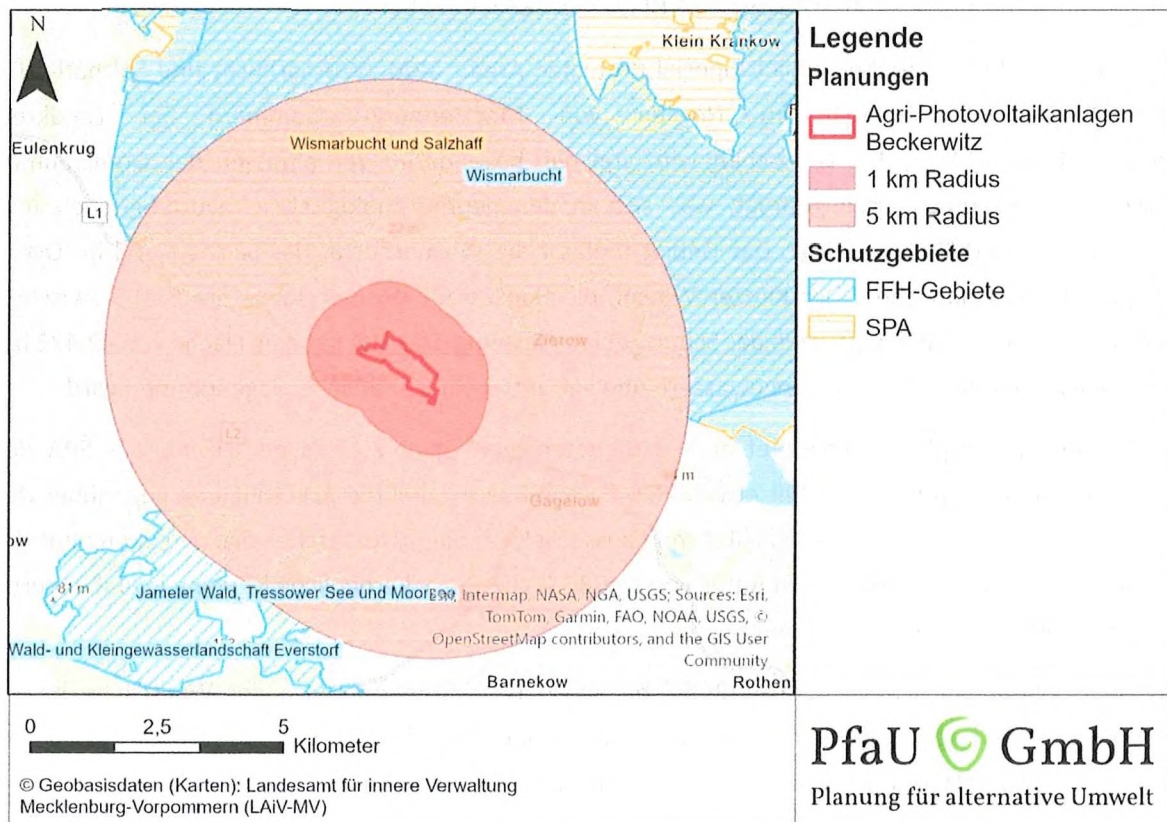 N
Klein Krankow
Eulenkrug
Wismarbucht und Salzhaff
Wismarbucht
L1
Zierow
L2
Gägelow
m
ow
81 m
Jameler Wald, Tressower See und Moorsee
Esri, Intermap, NASA, NGA, USGS; Sources: Esri,
TomTom, Garmin, FAO, NOAA, USGS, ©
OpenStreetMap contributors, and the GIS User
Community
Wald- und Kleingewässerlandschaft Everstorf
Barnekow
Rothen
Legende
Planungen
Agri-Photovoltaikanlagen
Beckerwitz
1 km Radius
5 km Radius
Schutzgebiete
FFH-Gebiete
SPA
0 2,5 5
Kilometer
© Geobasisdaten (Karten): Landesamt für innere Verwaltung
Mecklenburg-Vorpommern (LAiV-MV)
PfaU GmbH
Planung für alternative Umwelt